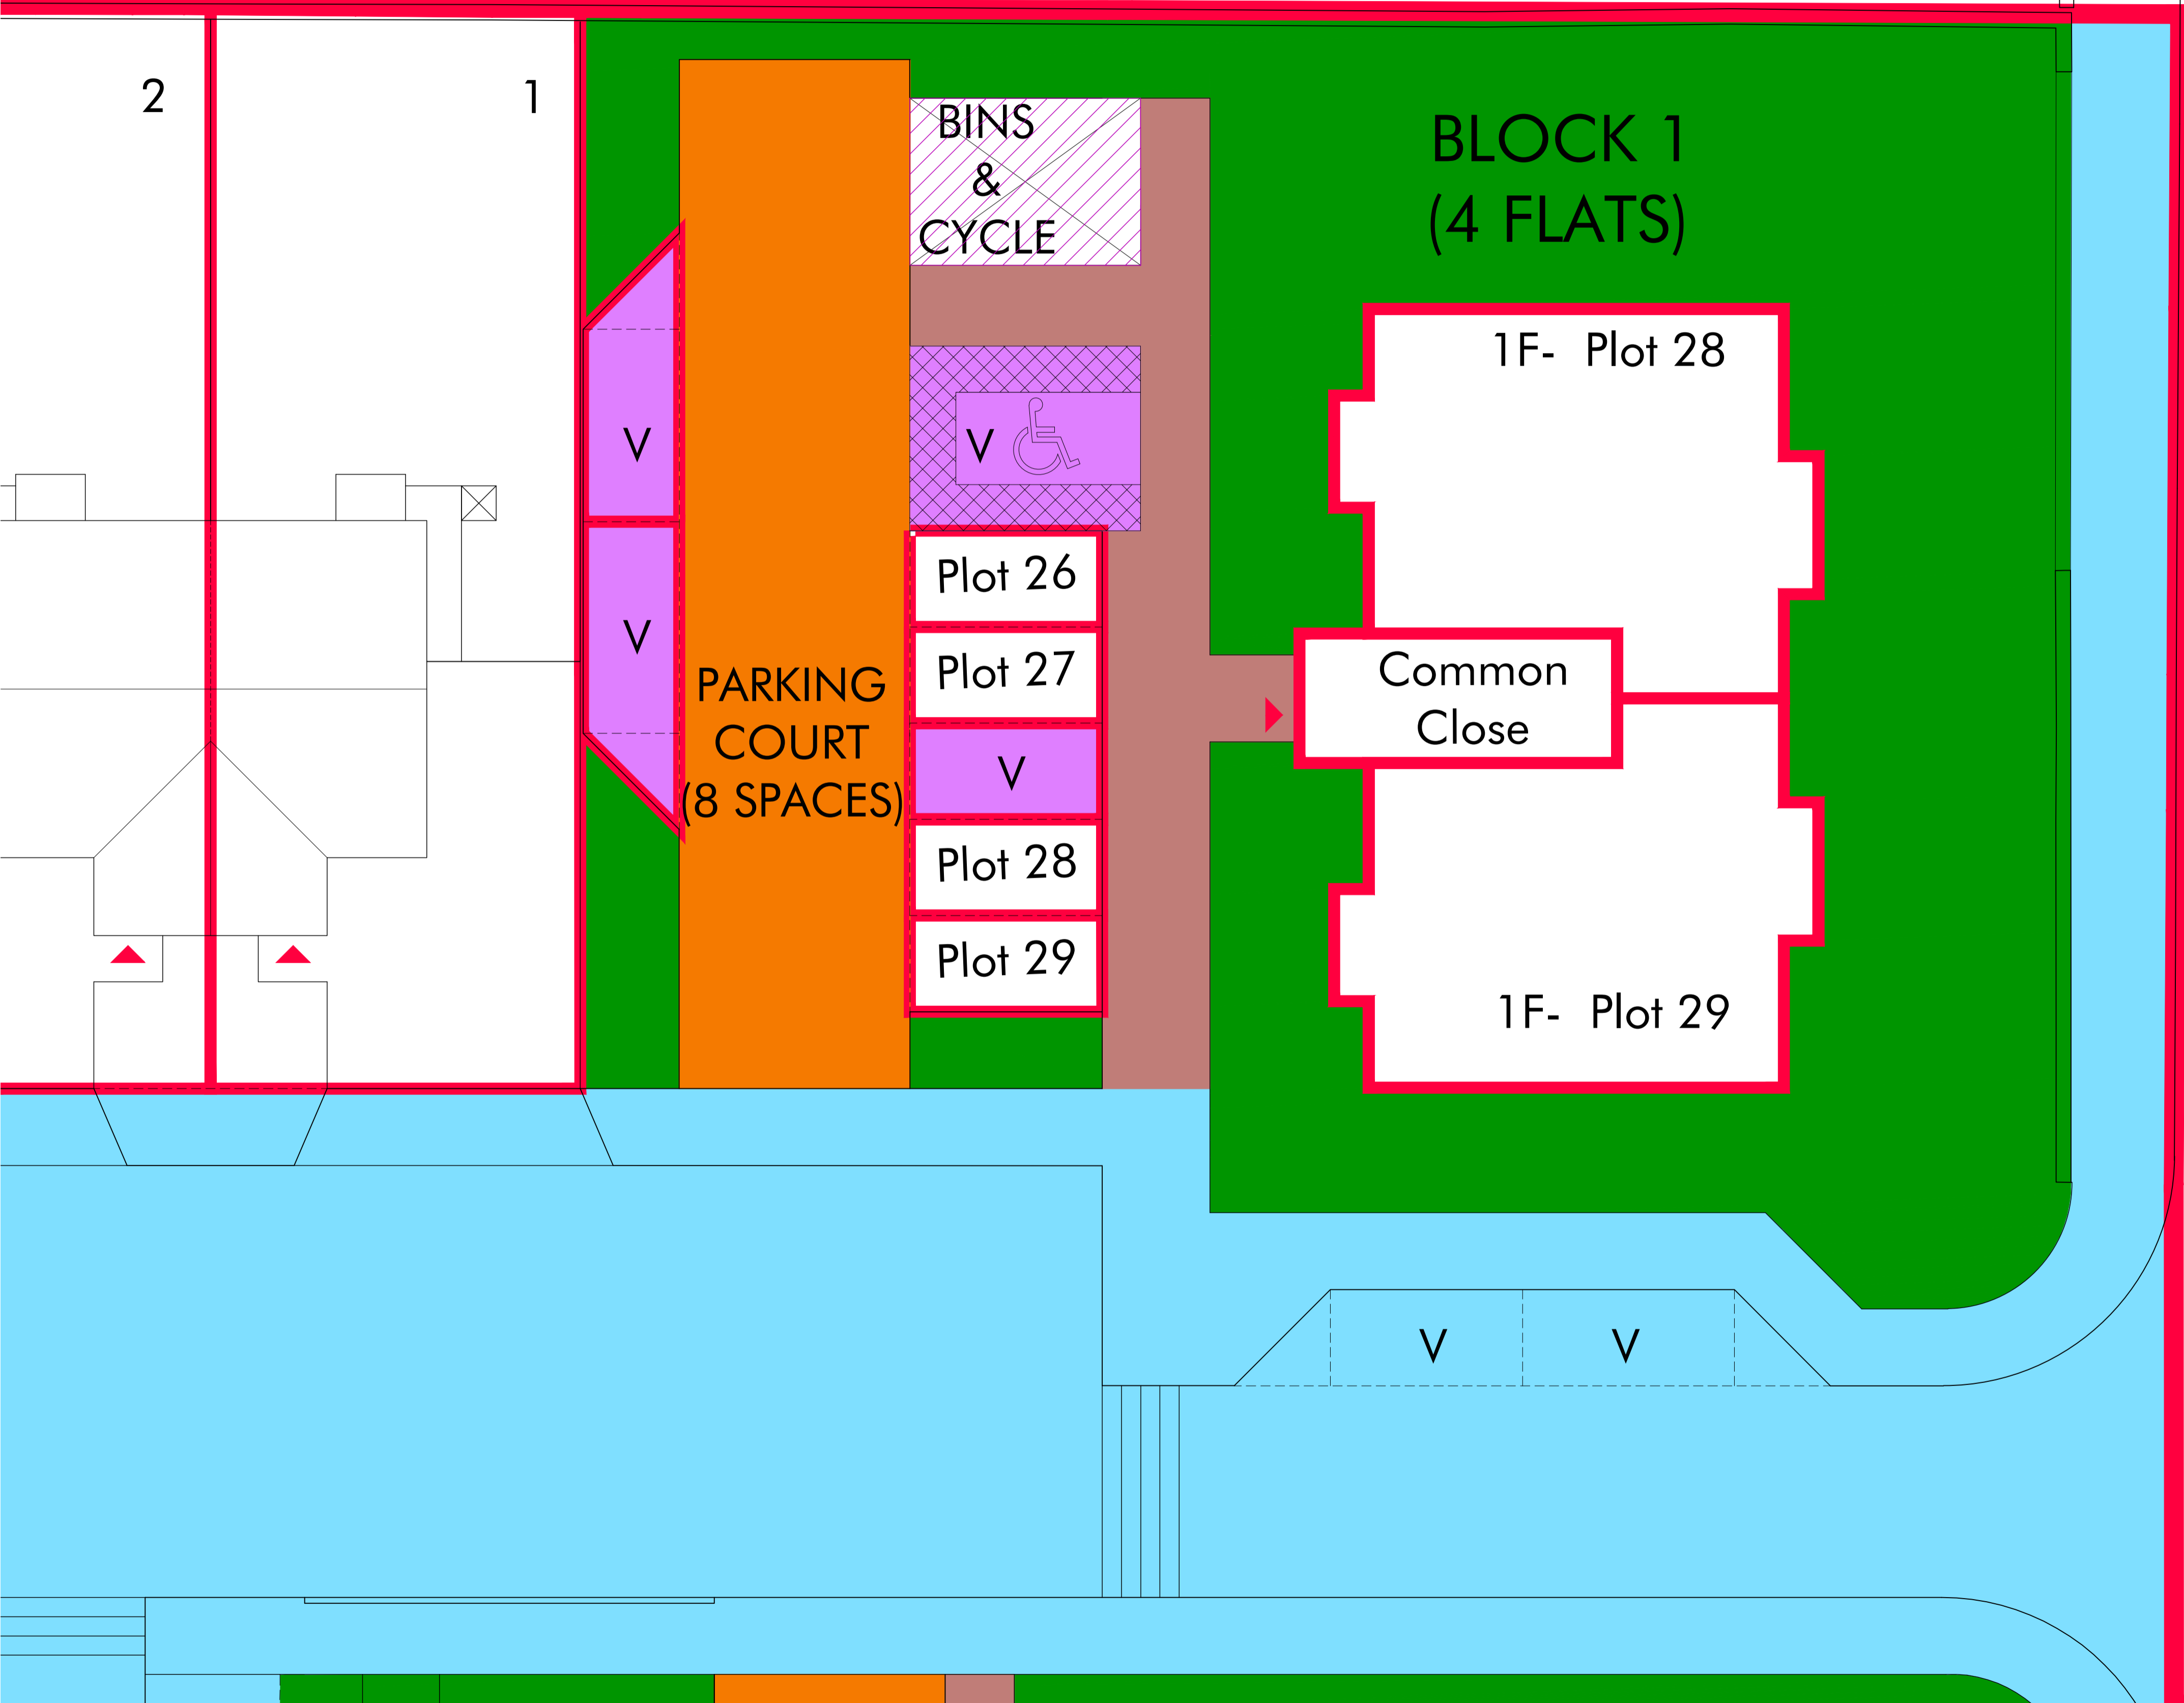 2
1
BINS
&
CYCLE
BLOCK 1
(4 FLATS)
1F- Plot 28
V
V
Plot 26
V
Plot 27
PARKING
COURT
(8 SPACES)
Common
Close
V
Plot 28
Plot 29
1F- Plot 29
V
V